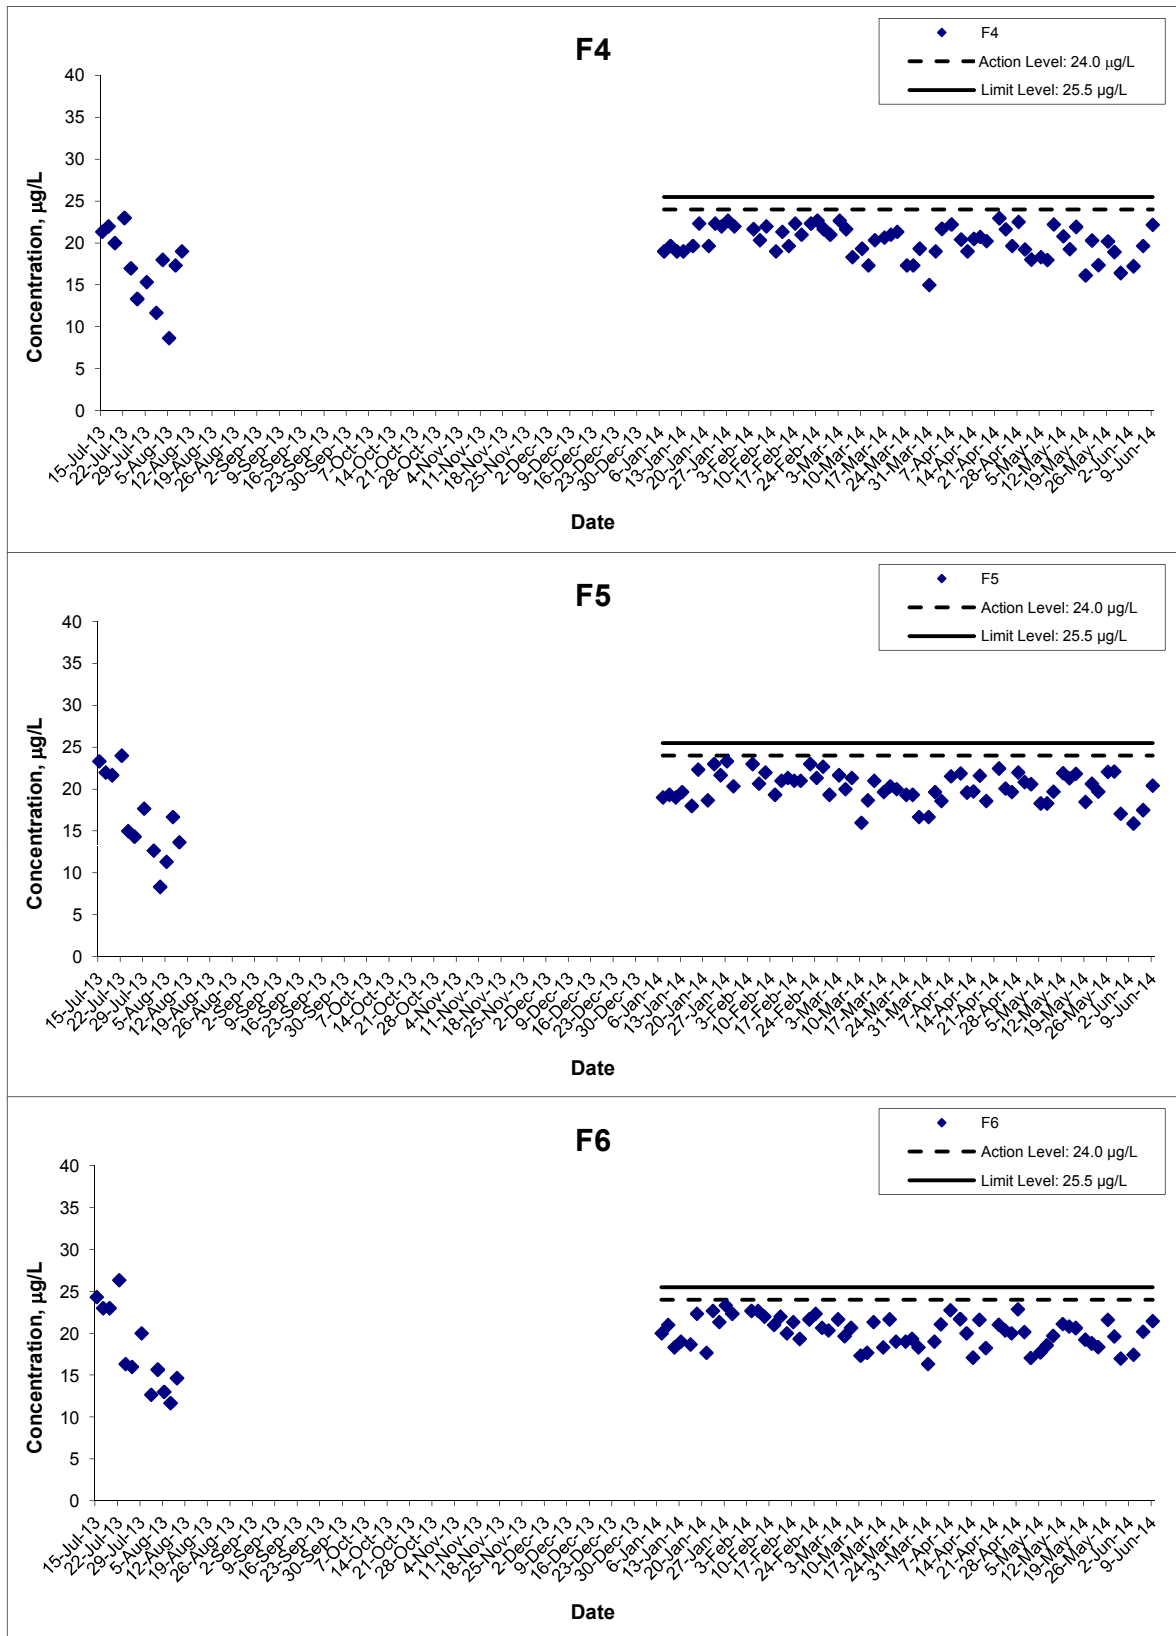 F4
F4
Action Level: 24.0 µg/L
Limit Level: 25.5 µg/L
Concentration, µg/L
40
35
30
25
20
15
10
5
0
15-Jul-13 22-Jul-13 29-Jul-13 5-Aug-13 12-Aug-13 19-Aug-13 26-Aug-13 2-Sep-13 9-Sep-13 16-Sep-13 23-Sep-13 30-Sep-13 7-Oct-13 14-Oct-13 21-Oct-13 28-Oct-13 4-Nov-13 11-Nov-13 18-Nov-13 25-Nov-13 2-Dec-13 9-Dec-13 16-Dec-13 23-Dec-13 30-Dec-13 6-Jan-14 13-Jan-14 20-Jan-14 27-Jan-14 3-Feb-14 10-Feb-14 17-Feb-14 24-Feb-14 3-Mar-14 10-Mar-14 17-Mar-14 24-Mar-14 31-Mar-14 7-Apr-14 14-Apr-14 21-Apr-14 28-Apr-14 5-May-14 12-May-14 19-May-14 26-May-14 2-Jun-14 9-Jun-14
Date
F5
F5
Action Level: 24.0 µg/L
Limit Level: 25.5 µg/L
Concentration, µg/L
40
35
30
25
20
15
10
5
0
15-Jul-13 22-Jul-13 29-Jul-13 5-Aug-13 12-Aug-13 19-Aug-13 26-Aug-13 2-Sep-13 9-Sep-13 16-Sep-13 23-Sep-13 30-Sep-13 7-Oct-13 14-Oct-13 21-Oct-13 28-Oct-13 4-Nov-13 11-Nov-13 18-Nov-13 25-Nov-13 2-Dec-13 9-Dec-13 16-Dec-13 23-Dec-13 30-Dec-13 6-Jan-14 13-Jan-14 20-Jan-14 27-Jan-14 3-Feb-14 10-Feb-14 17-Feb-14 24-Feb-14 3-Mar-14 10-Mar-14 17-Mar-14 24-Mar-14 31-Mar-14 7-Apr-14 14-Apr-14 21-Apr-14 28-Apr-14 5-May-14 12-May-14 19-May-14 26-May-14 2-Jun-14 9-Jun-14
Date
F6
F6
Action Level: 24.0 µg/L
Limit Level: 25.5 µg/L
Concentration, µg/L
40
35
30
25
20
15
10
5
0
15-Jul-13 22-Jul-13 29-Jul-13 5-Aug-13 12-Aug-13 19-Aug-13 26-Aug-13 2-Sep-13 9-Sep-13 16-Sep-13 23-Sep-13 30-Sep-13 7-Oct-13 14-Oct-13 21-Oct-13 28-Oct-13 4-Nov-13 11-Nov-13 18-Nov-13 25-Nov-13 2-Dec-13 9-Dec-13 16-Dec-13 23-Dec-13 30-Dec-13 6-Jan-14 13-Jan-14 20-Jan-14 27-Jan-14 3-Feb-14 10-Feb-14 17-Feb-14 24-Feb-14 3-Mar-14 10-Mar-14 17-Mar-14 24-Mar-14 31-Mar-14 7-Apr-14 14-Apr-14 21-Apr-14 28-Apr-14 5-May-14 12-May-14 19-May-14 26-May-14 2-Jun-14 9-Jun-14
Date